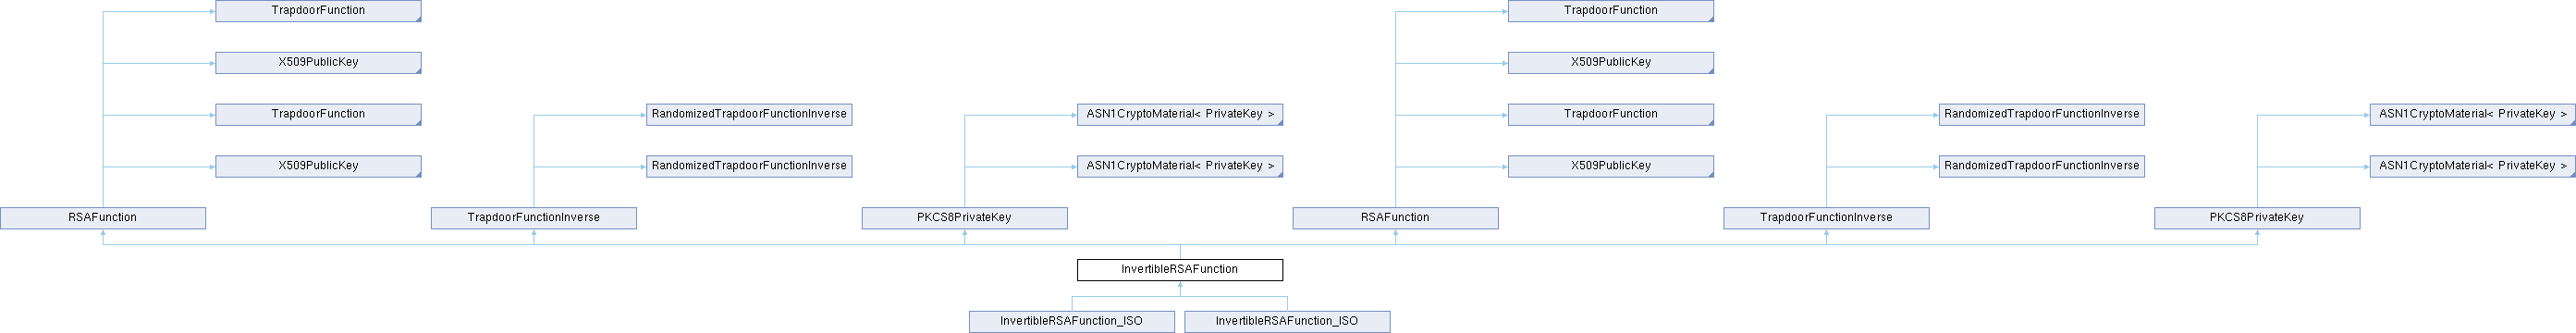 TrapdoorFunction
TrapdoorFunction
X509PublicKey
X509PublicKey
TrapdoorFunction
RandomizedTrapdoorFunctionInverse
ASN1CryptoMaterial< PrivateKey >
TrapdoorFunction
RandomizedTrapdoorFunctionInverse
ASN1CryptoMaterial< PrivateKey >
X509PublicKey
RandomizedTrapdoorFunctionInverse
ASN1CryptoMaterial< PrivateKey >
X509PublicKey
RandomizedTrapdoorFunctionInverse
ASN1CryptoMaterial< PrivateKey >
RSAFunction
TrapdoorFunctionInverse
PKCS8PrivateKey
RSAFunction
TrapdoorFunctionInverse
PKCS8PrivateKey
InvertibleRSAFunction
InvertibleRSAFunction_ISO
InvertibleRSAFunction_ISO